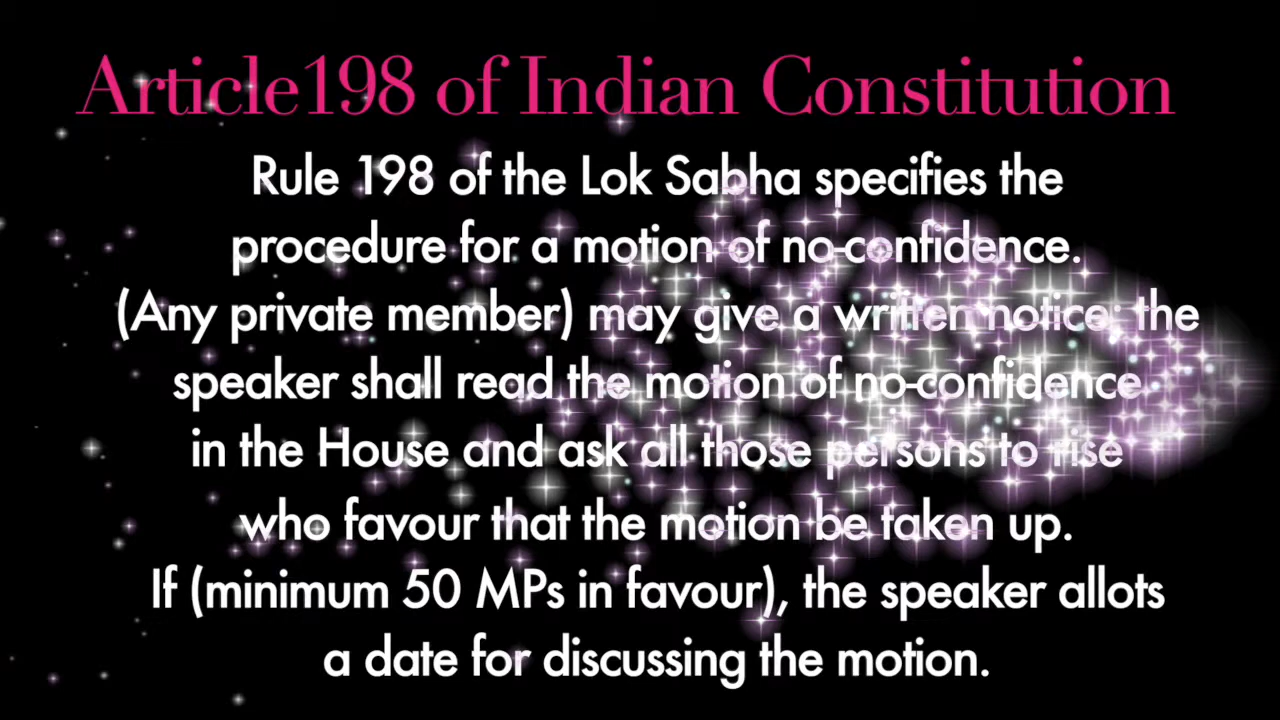 Article198 of Indian Constitution
Rule 198 of the Lok Sabha specifies the
procedure for a motion of no-confidence.
(Any private member) may give a written notice; the
speaker shall read the motion of no-confidence
in the House and ask all those persons to rise
who favour that the motion be taken up.
If (minimum 50 MPs in favour), the speaker allots
a date for discussing the motion.